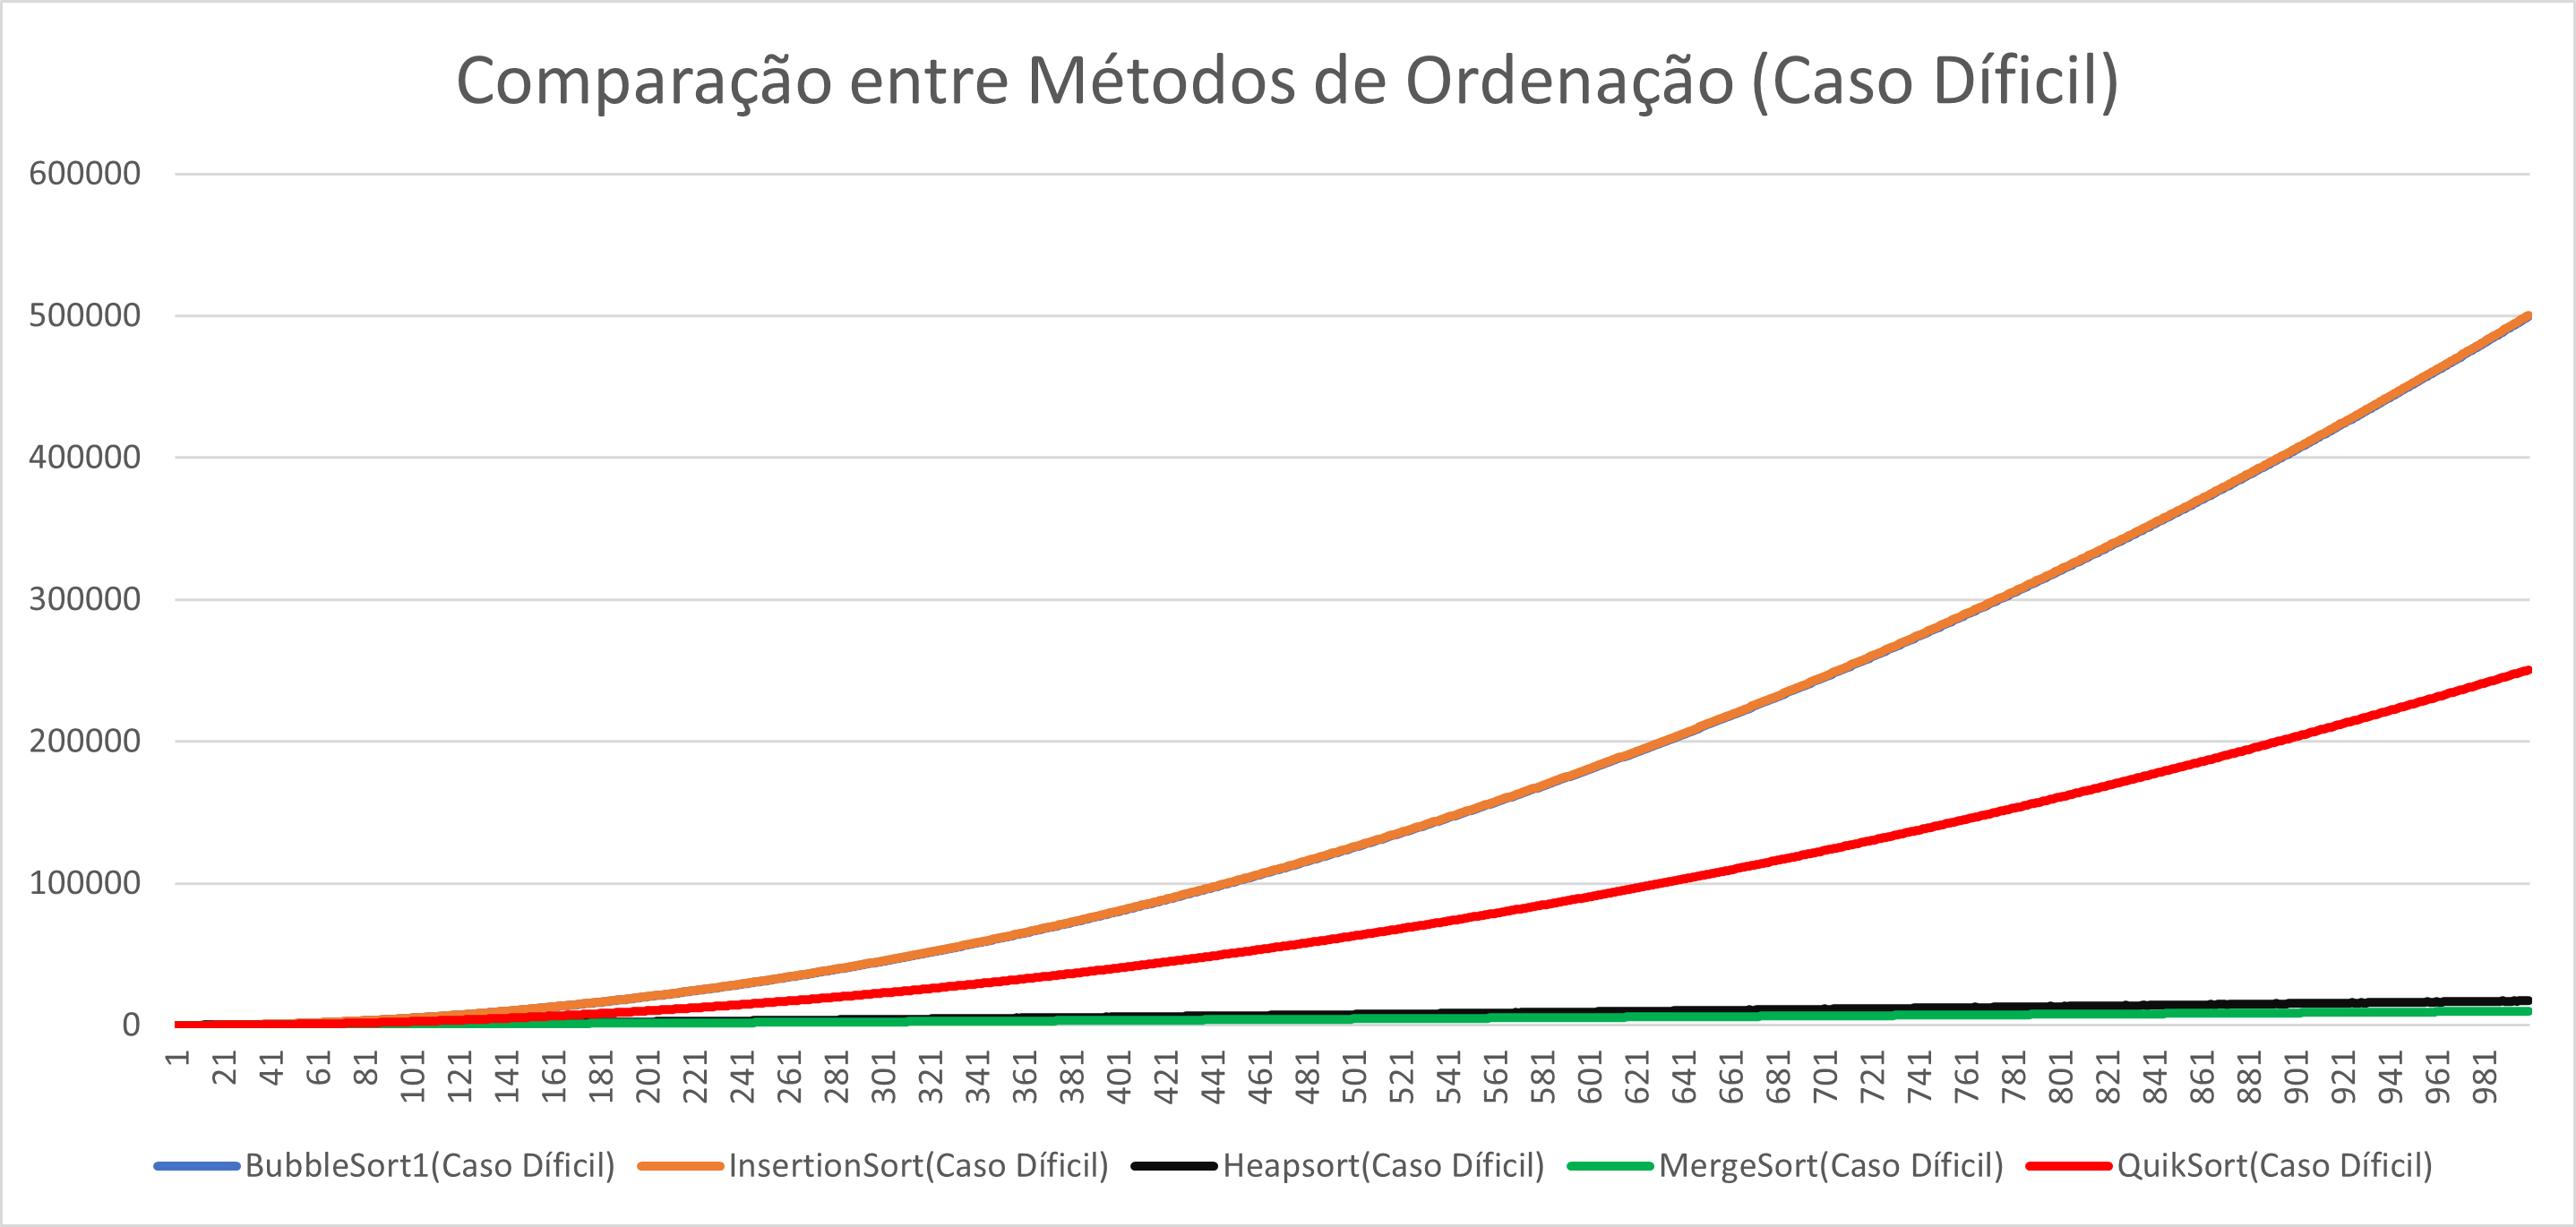 Comparação entre Métodos de Ordenação (Caso Díficil)
600000
500000
400000
300000
200000
100000
0
1 21 41 61 81 101 121 141 161 181 201 221 241 261 281 301 321 341 361 381 401 421 441 461 481 501 521 541 561 581 601 621 641 661 681 701 721 741 761 781 801 821 841 861 881 901 921 941 961 981
BubbleSort1(Caso Díficil) InsertionSort(Caso Díficil) Heapsort(Caso Díficil) MergeSort(Caso Díficil) QuikSort(Caso Díficil)